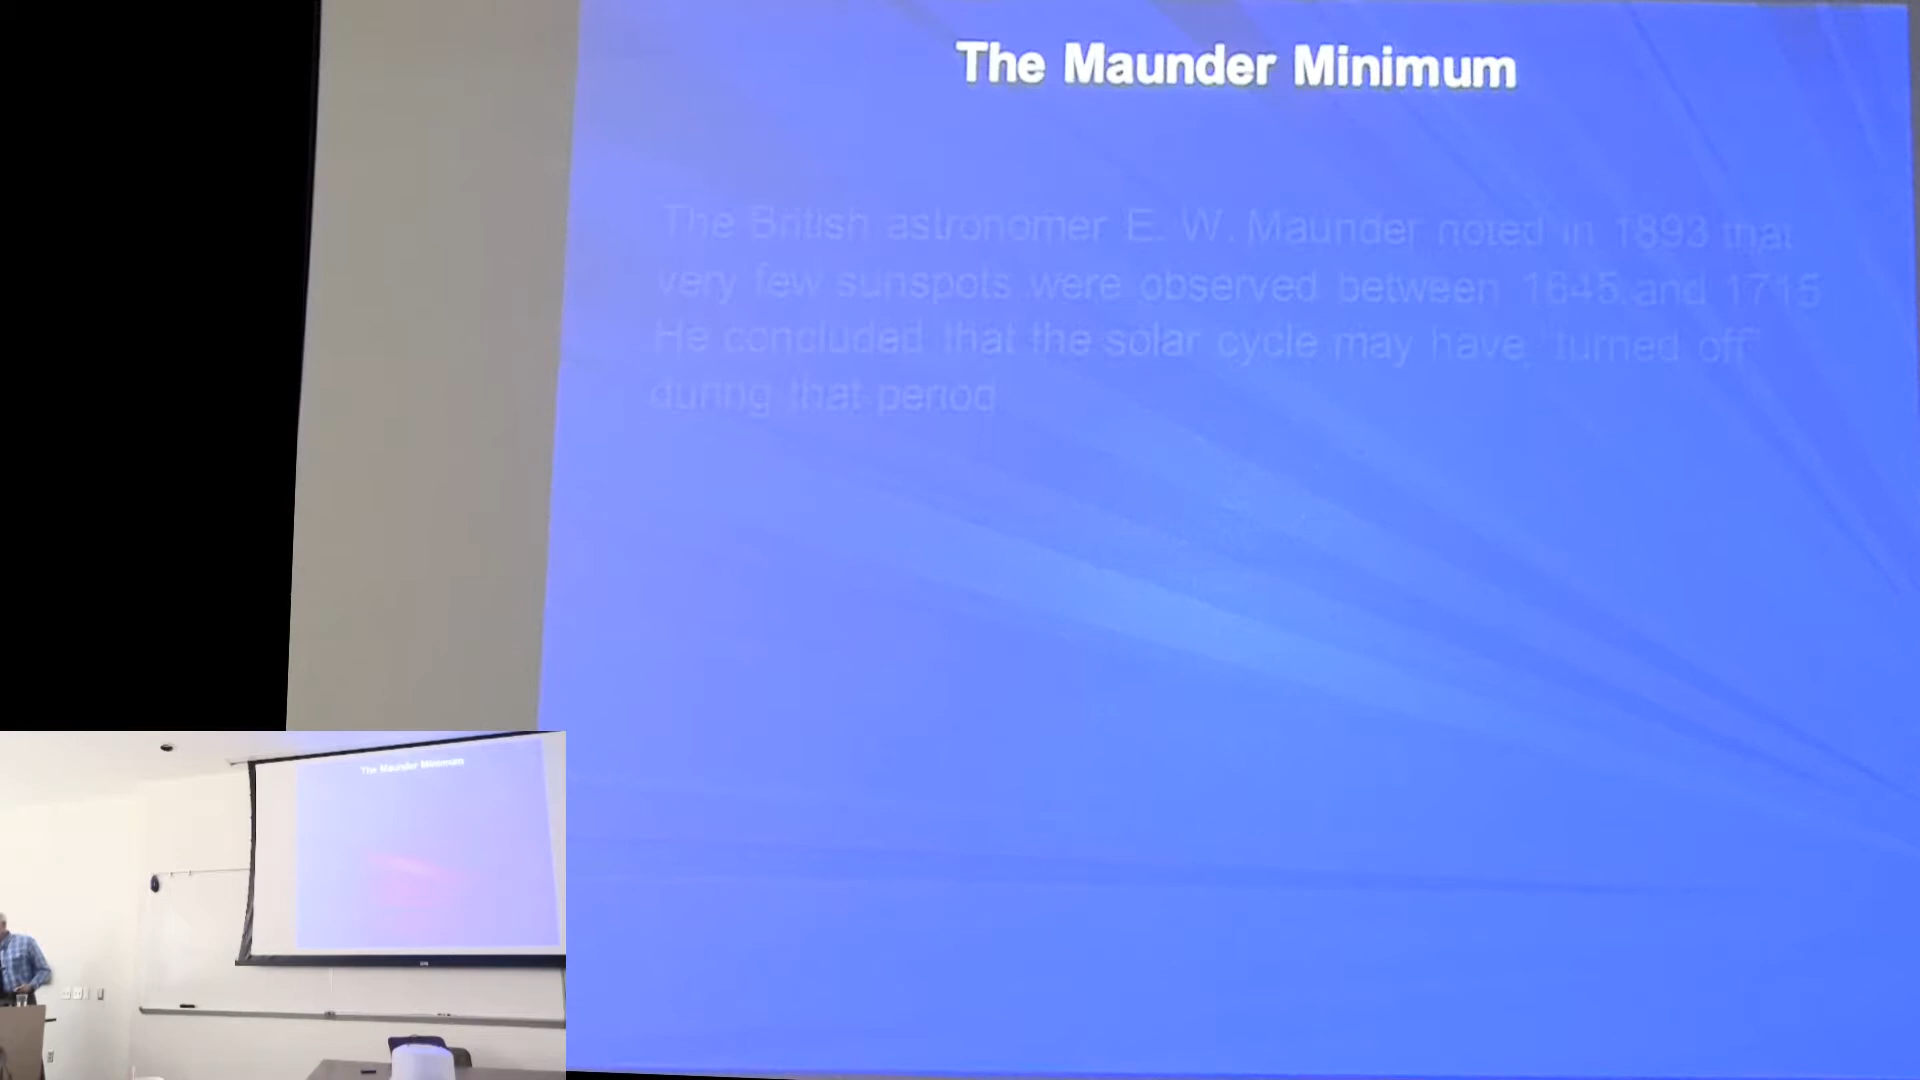 The Maunder Minimum
The British astronomer E. W. Maunder noted in 1893 that
very few sunspots were observed between 1645 and 1715
He concluded that the solar cycle may have "turned off"
during that period
The Maunder Minimum